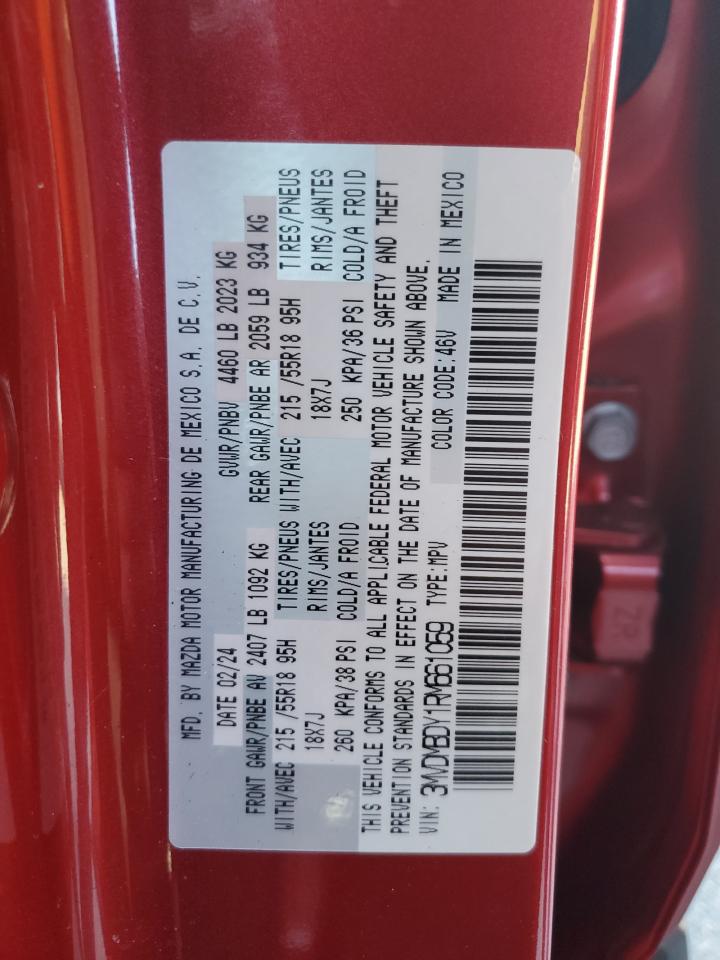 MFD. BY MAZDA MOTOR MANUFACTURING DE MEXICO S.A. DE C.V.
DATE 02/24 GVWR/PNBV 4460 LB 2023 KG
FRONT GAWR/PNBE AV 2407 LB 1092 KG REAR GAWR/PNBE AR 2059 LB 934 KG
WITH/AVEC 215 /55R18 95H TIRES/PNEUS WITH/AVEC 215 /55R18 95H TIRES/PNEUS
18X7J RIMS/JANTES 18X7J RIMS/JANTES
260 KPA/38 PSI COLD/A FROID 250 KPA/36 PSI COLD/A FROID
THIS VEHICLE CONFORMS TO ALL APPLICABLE FEDERAL MOTOR VEHICLE SAFETY AND THEFT
PREVENTION STANDARDS IN EFFECT ON THE DATE OF MANUFACTURE SHOWN ABOVE.
VIN: 3MVDMBDY1RM661059 TYPE:MPV COLOR CODE:46V MADE IN MEXICO
ZR